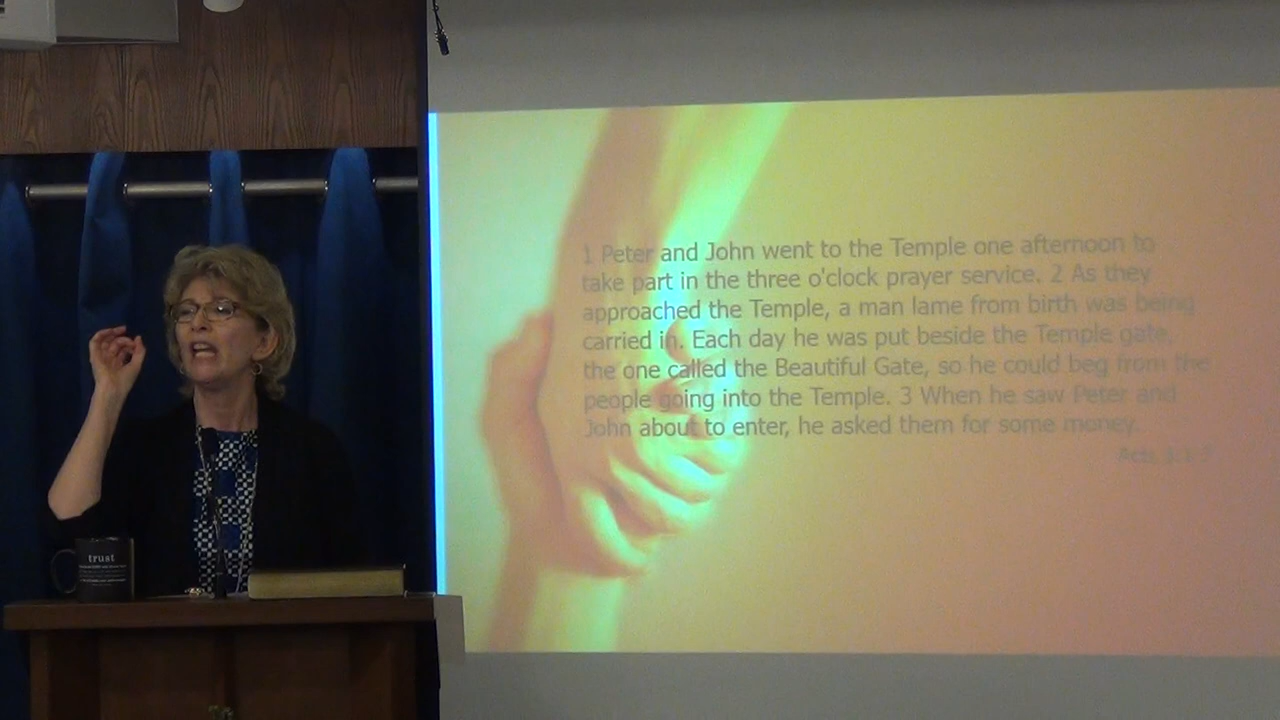 trust
1 Peter and John went to the Temple one afternoon to
take part in the three o'clock prayer service. 2 As they
approached the Temple, a man lame from birth was being
carried in. Each day he was put beside the Temple gate,
the one called the Beautiful Gate, so he could beg from the
people going into the Temple. 3 When he saw Peter and
John about to enter, he asked them for some money.
Acts 3:1-3